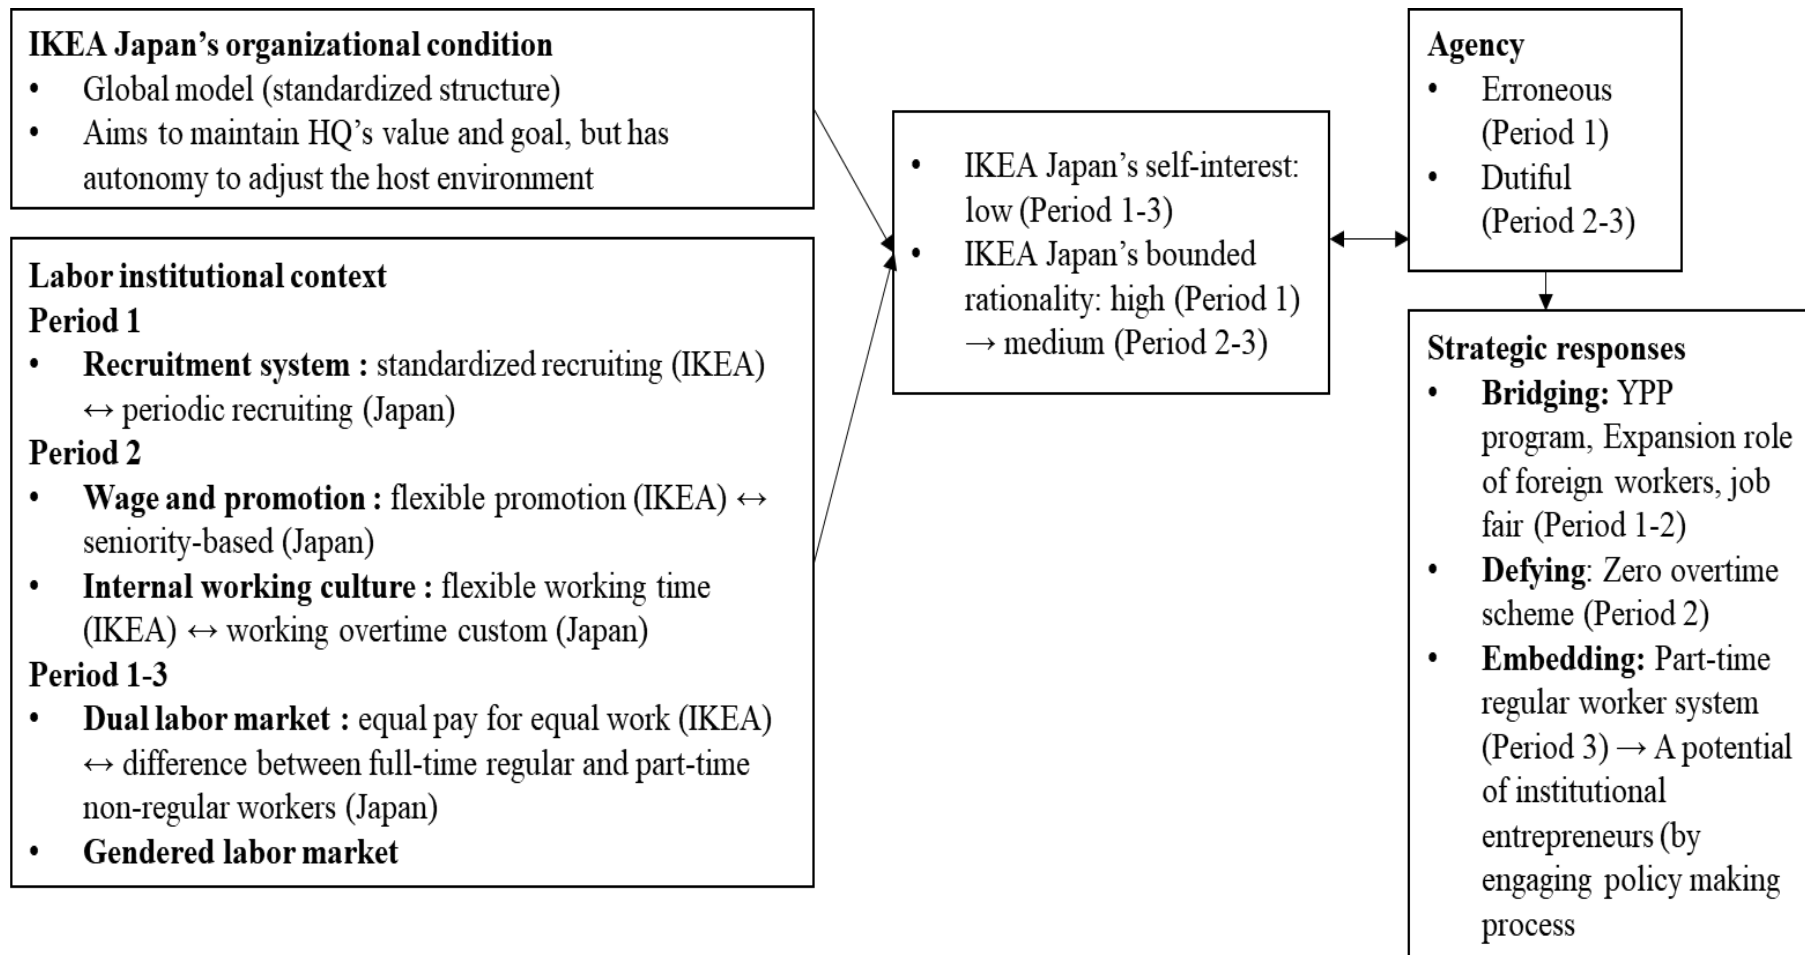 IKEA Japan’s organizational condition
• Global model (standardized structure)
• Aims to maintain HQ’s value and goal, but has
autonomy to adjust the host environment
Labor institutional context
Period 1
• Recruitment system : standardized recruiting (IKEA)
↔ periodic recruiting (Japan)
Period 2
• Wage and promotion : flexible promotion (IKEA) ↔
seniority-based (Japan)
• Internal working culture : flexible working time
(IKEA) ↔ working overtime custom (Japan)
Period 1-3
• Dual labor market : equal pay for equal work (IKEA)
↔ difference between full-time regular and part-time
non-regular workers (Japan)
• Gendered labor market
• IKEA Japan’s self-interest:
low (Period 1-3)
• IKEA Japan’s bounded
rationality: high (Period 1)
→ medium (Period 2-3)
Agency
• Erroneous
(Period 1)
• Dutiful
(Period 2-3)
Strategic responses
• Bridging: YPP
program, Expansion role
of foreign workers, job
fair (Period 1-2)
• Defying: Zero overtime
scheme (Period 2)
• Embedding: Part-time
regular worker system
(Period 3) → A potential
of institutional
entrepreneurs (by
engaging policy making
process